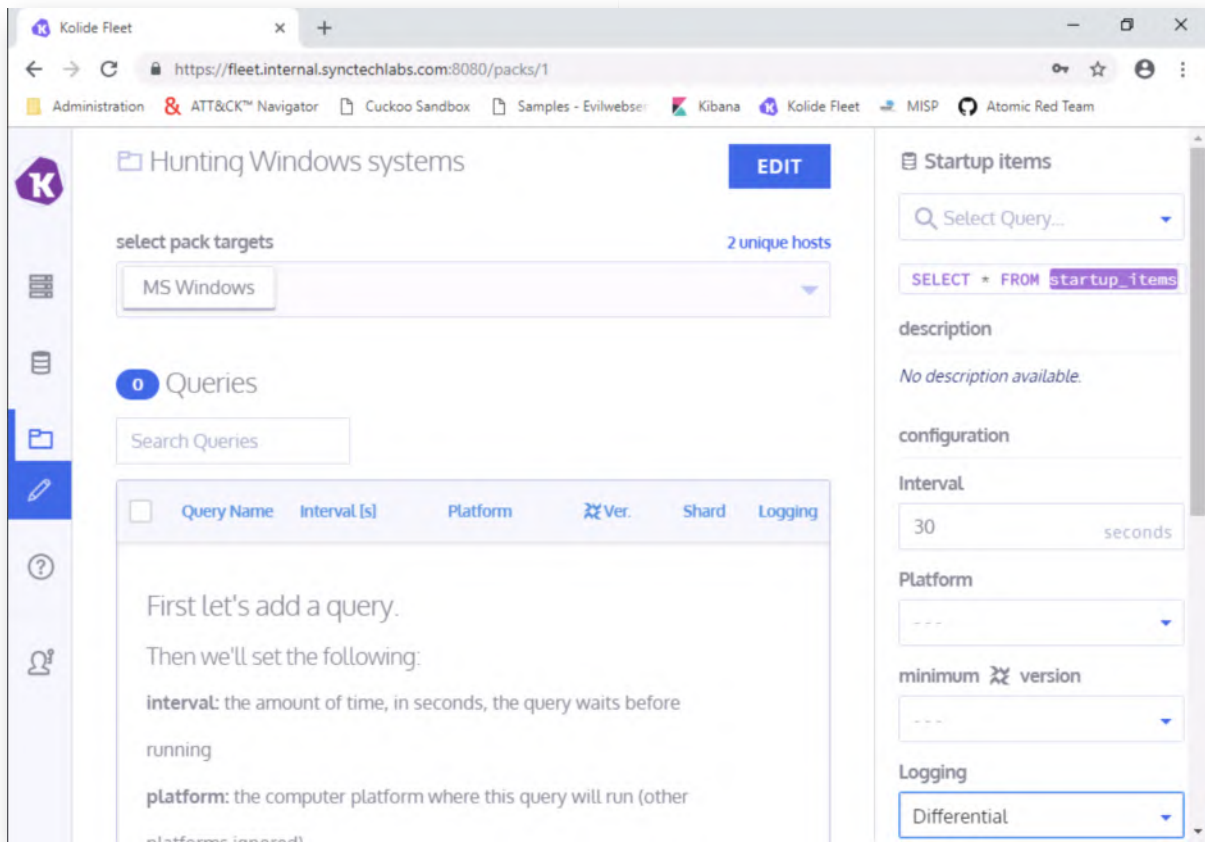 Kolide Fleet
https://fleet.internal.synctechlabs.com:8080/packs/1
Administration ATT&CK™ Navigator Cuckoo Sandbox Samples - Evilwebser Kibana Kolide Fleet MISP Atomic Red Team
K
Hunting Windows systems
EDIT
select pack targets
2 unique hosts
MS Windows
0 Queries
Search Queries
Query Name Interval [s] Platform Ver. Shard Logging
First let's add a query.
Then we'll set the following:
interval: the amount of time, in seconds, the query waits before
running
platform: the computer platform where this query will run (other
platforms ignored)
Startup items
Select Query...
SELECT * FROM startup_items
description
No description available.
configuration
Interval
30 seconds
Platform
---
minimum version
---
Logging
Differential